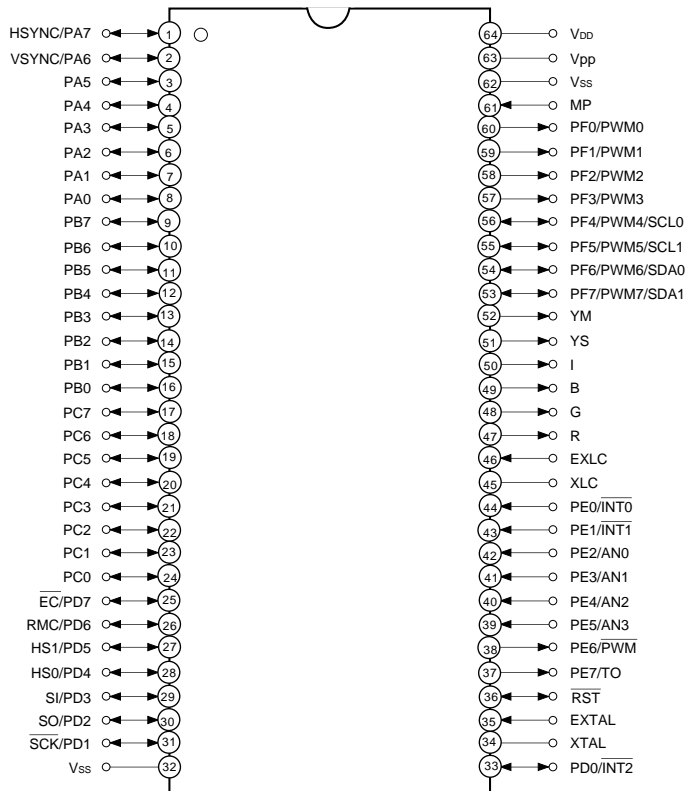 HSYNC/PA7 1 64 VDD
VSYNC/PA6 2 63 Vpp
PA5 3 62 VSS
PA4 4 61 MP
PA3 5 60 PF0/PWM0
PA2 6 59 PF1/PWM1
PA1 7 58 PF2/PWM2
PA0 8 57 PF3/PWM3
PB7 9 56 PF4/PWM4/SCL0
PB6 10 55 PF5/PWM5/SCL1
PB5 11 54 PF6/PWM6/SDA0
PB4 12 53 PF7/PWM7/SDA1
PB3 13 52 YM
PB2 14 51 YS
PB1 15 50 I
PB0 16 49 B
PC7 17 48 G
PC6 18 47 R
PC5 19 46 EXLC
PC4 20 45 XLC
PC3 21 44 PE0/INT0
PC2 22 43 PE1/INT1
PC1 23 42 PE2/AN0
PC0 24 41 PE3/AN1
EC/PD7 25 40 PE4/AN2
RMC/PD6 26 39 PE5/AN3
HS1/PD5 27 38 PE6/PWM
HS0/PD4 28 37 PE7/TO
SI/PD3 29 36 RST
SO/PD2 30 35 EXTAL
SCK/PD1 31 34 XTAL
VSS 32 33 PD0/INT2